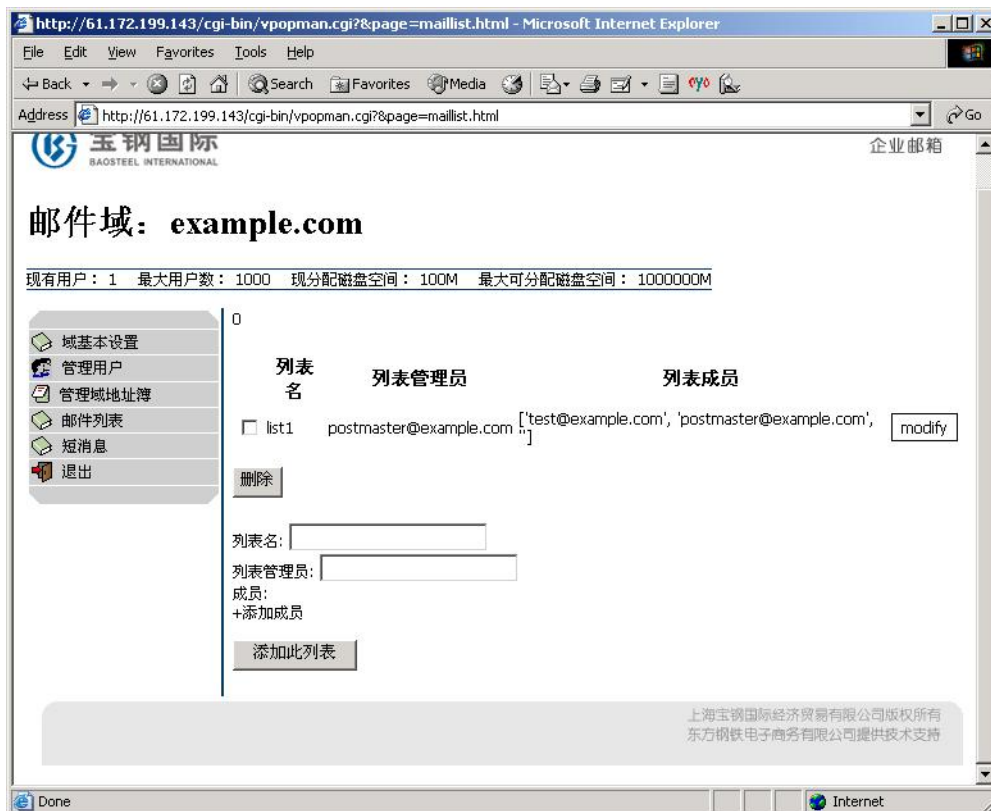 http://61.172.199.143/cgi-bin/vpopman.cgi?&page=maillist.html - Microsoft Internet Explorer
File Edit View Favorites Tools Help
Back Search Favorites Media
Address http://61.172.199.143/cgi-bin/vpopman.cgi?&page=maillist.html Go
宝钢国际 企业邮箱
BAOSTEEL INTERNATIONAL
邮件域：example.com
现有用户：1 最大用户数：1000 现分配磁盘空间：100M 最大可分配磁盘空间：1000000M
域基本设置
管理用户
管理域地址簿
邮件列表
短消息
退出
0
列表名 列表管理员 列表成员
list1 postmaster@example.com ['test@example.com', 'postmaster@example.com', ''] modify
删除
列表名:
列表管理员:
成员:
+添加成员
添加此列表
上海宝钢国际经济贸易有限公司版权所有
东方钢铁电子商务有限公司提供技术支持
Done Internet